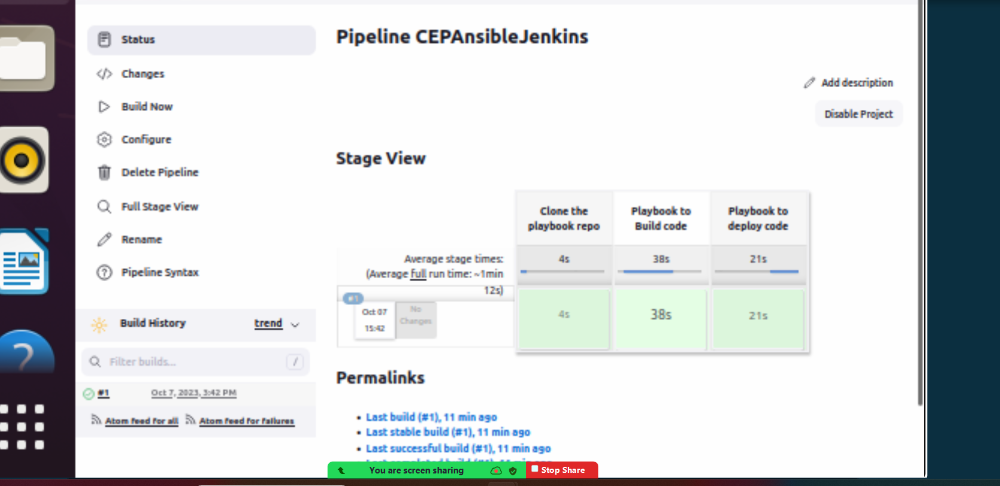 Status
Changes
Build Now
Configure
Delete Pipeline
Full Stage View
Rename
Pipeline Syntax
Build History
trend
Filter builds...
/
#1
Oct 7, 2023, 3:42 PM
Atom feed for all
Atom feed for failures
Pipeline CEPAnsibleJenkins
Add description
Disable Project
Stage View
Clone the
playbook repo
Playbook to
Build code
Playbook to
deploy code
Average stage times:
(Average full run time: ~1min
12s)
4s
38s
21s
#1
Oct 07
15:42
No
Changes
4s
38s
21s
Permalinks
Last build (#1), 11 min ago
Last stable build (#1), 11 min ago
Last successful build (#1), 11 min ago
You are screen sharing
Stop Share